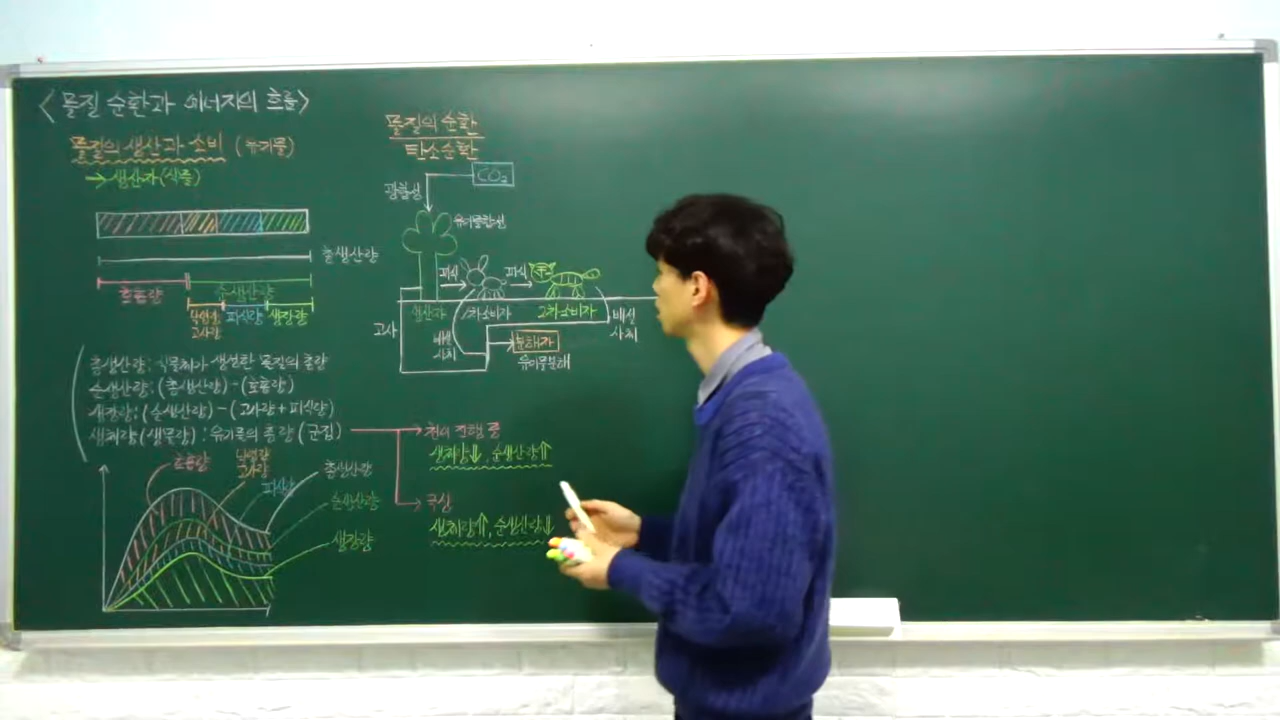 <물질 순환과 에너지의 흐름>
물질의 생산과 소비 (유기물)
→ 생산자(식물)
총생산량
호흡량
순생산량
낙엽량
고사량
피식량
생장량
총생산량: 식물체가 생성한 물질의 총량
순생산량: (총생산량) - (호흡량)
생장량: (순생산량) - (고사량 + 피식량)
생체량(생물량): 유기물의 총량 (군집)
천이 진행 중
생체량↓, 순생산량↑
극상
생체량↑, 순생산량↓
호흡량
낙엽량
고사량
피식량
총생산량
순생산량
생장량
물질의 순환
탄소순환
CO₂
광합성
유기물합성
피식
피식
생산자
1차소비자
2차소비자
고사
배설
사체
배설
사체
분해자
유기물분해